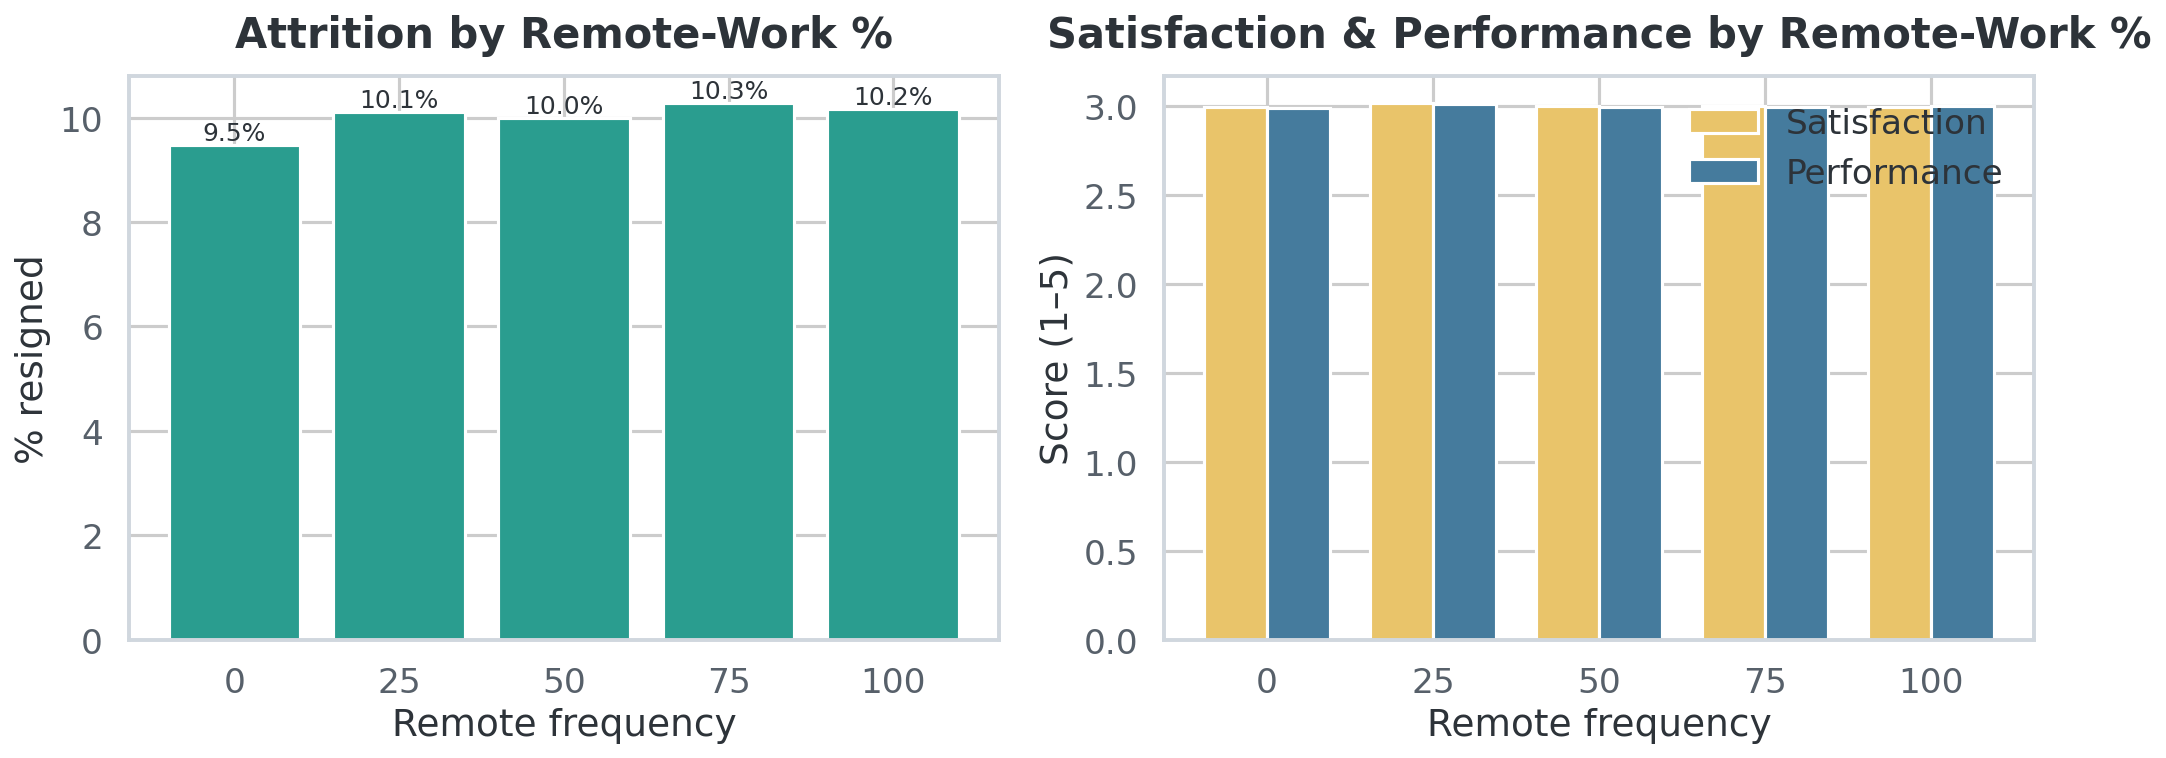 Attrition by Remote-Work %
% resigned
10
8
6
4
2
0
9.5%
10.1%
10.0%
10.3%
10.2%
0 25 50 75 100
Remote frequency
Satisfaction & Performance by Remote-Work %
Score (1–5)
3.0
2.5
2.0
1.5
1.0
0.5
0.0
Satisfaction
Performance
0 25 50 75 100
Remote frequency